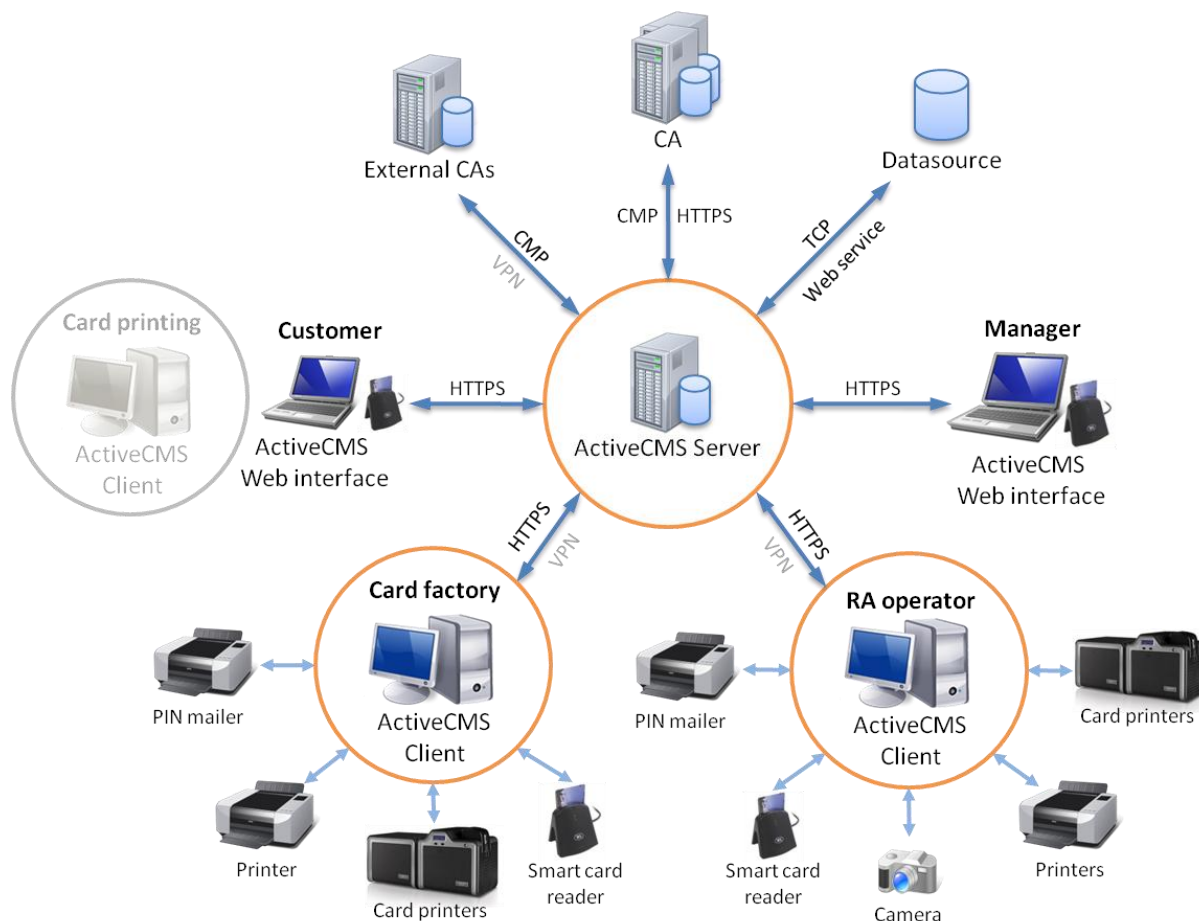 External CAs
CA
Datasource
CMP
VPN
CMP
HTTPS
TCP
Web service
Card printing
ActiveCMS
Client
Customer
HTTPS
ActiveCMS
Web interface
ActiveCMS Server
HTTPS
Manager
ActiveCMS
Web interface
HTTPS
VPN
HTTPS
VPN
Card factory
ActiveCMS
Client
PIN mailer
Printer
Card printers
Smart card
reader
RA operator
ActiveCMS
Client
PIN mailer
Card printers
Smart card
reader
Camera
Printers